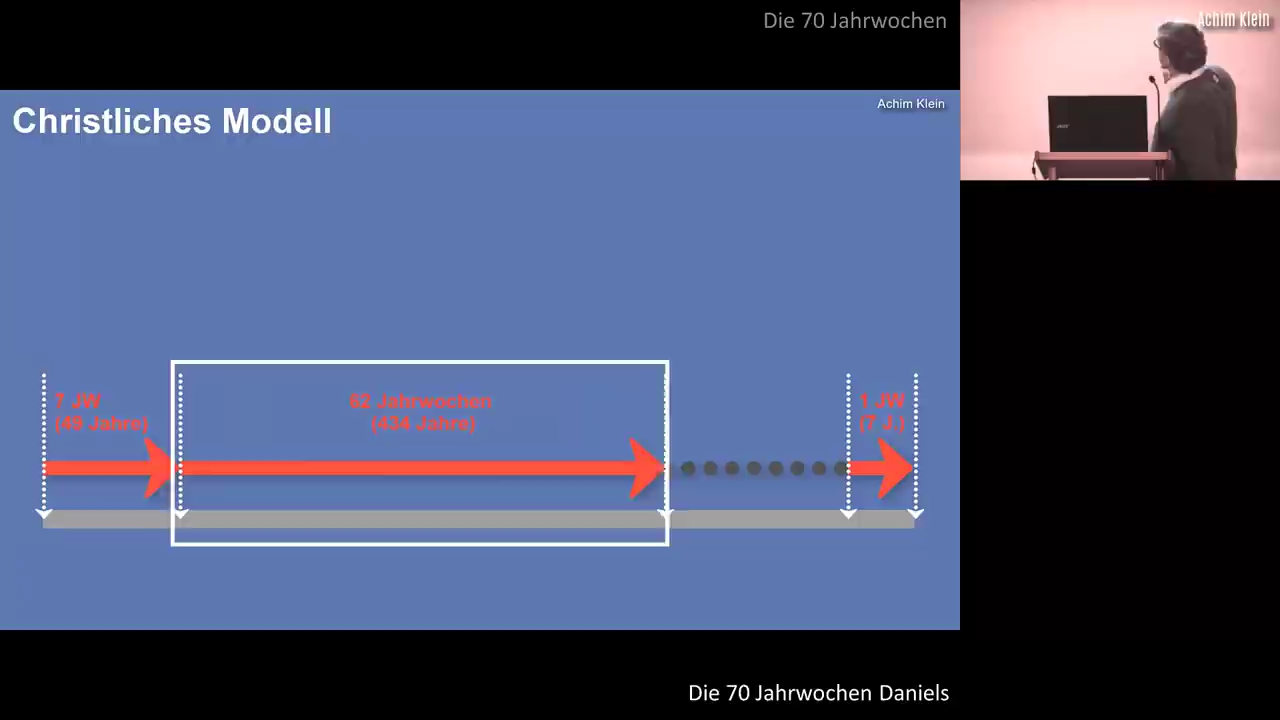 Die 70 Jahrwochen
Achim Klein
Achim Klein
Christliches Modell
7 JW
(49 Jahre)
62 Jahrwochen
(434 Jahre)
1 JW
(7 J.)
acer
Die 70 Jahrwochen Daniels